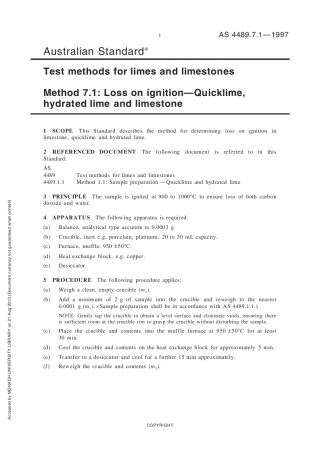 1
AS 4489.7.1—1997
Australian Standard®
Test methods for limes and limestones
Method 7.1: Loss on ignition—Quicklime,
hydrated lime and limestone
1 SCOPE This Standard describes the method for determining loss on ignition in
limestone, quicklime and hydrated lime.
2 REFERENCED DOCUMENT The following document is referred to in this
Standard:
AS
4489 Test methods for limes and limestones
4489.1.1 Method 1.1: Sample preparation—Quicklime and hydrated lime
3 PRINCIPLE The sample is ignited at 900 to 1000°C to ensure loss of both carbon
dioxide and water.
4 APPARATUS The following apparatus is required:
(a) Balance, analytical type accurate to 0.0001 g.
(b) Crucible, inert e.g. porcelain, platinum, 20 to 30 mL capacity.
(c) Furnace, muffle, 950 ±50°C.
(d) Heat exchange block, e.g. copper.
(e) Desiccator.
5 PROCEDURE The following procedure applies:
(a) Weigh a clean, empty crucible (m₀).
(b) Add a minimum of 2 g of sample into the crucible and reweigh to the nearest
0.0001 g (m₁). (Sample preparation shall be in accordance with AS 4489.1.1.)
NOTE: Gently tap the crucible to obtain a level surface and eliminate voids, ensuring there
is sufficient room at the crucible rim to grasp the crucible without disturbing the sample.
(c) Place the crucible and contents into the muffle furnace at 950 ±50°C for at least
30 min.
(d) Cool the crucible and contents on the heat exchange block for approximately 5 min.
(e) Transfer to a desiccator and cool for a further 15 min approximately.
(f) Reweigh the crucible and contents (m₂).
COPYRIGHT
Accessed by MONASH UNIVERSITY LIBRARY on 21 Aug 2012 (Document currency not guaranteed when printed)